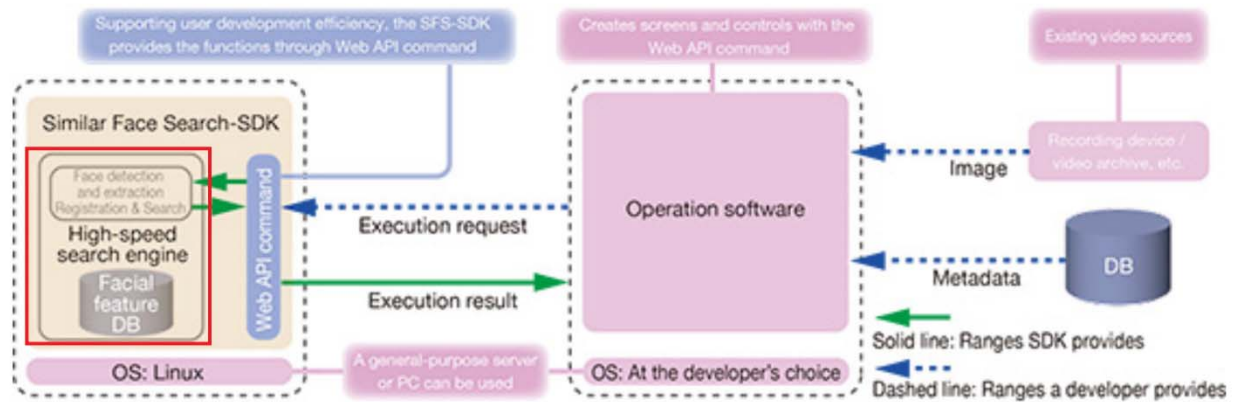 Supporting user development efficiency, the SFS-SDK
provides the functions through Web API command
Creates screens and controls with the
Web API command
Existing video sources
Similar Face Search-SDK
Face detection
and extraction
Registration & Search
High-speed
search engine
Facial
feature
DB
Web API command
Execution request
Execution result
Operation software
Image
Recording device /
video archive, etc.
Metadata
DB
Solid line: Ranges SDK provides
Dashed line: Ranges a developer provides
OS: Linux
A general-purpose server
or PC can be used
OS: At the developer's choice